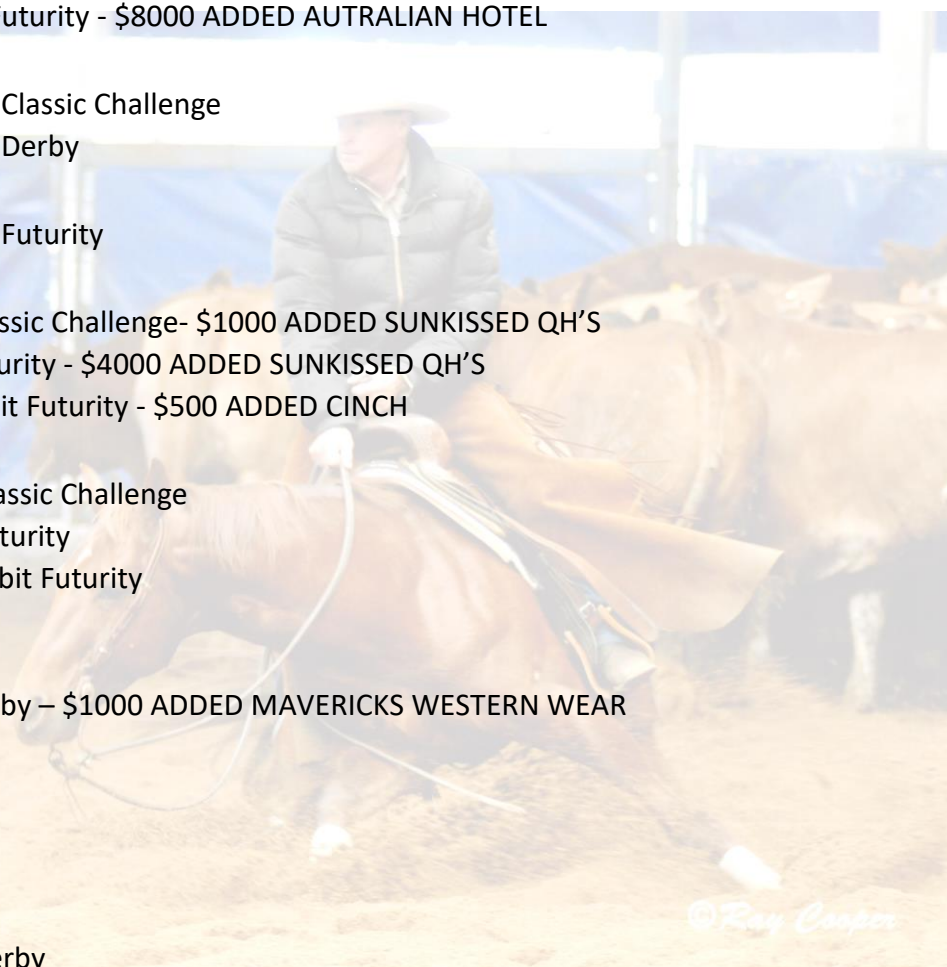 uturity - $8000 ADDED AUTRALIAN HOTEL
Classic Challenge
Derby
Futurity
ssic Challenge- $1000 ADDED SUNKISSED QH'S
urity - $4000 ADDED SUNKISSED QH'S
it Futurity - $500 ADDED CINCH
assic Challenge
turity
bit Futurity
by – $1000 ADDED MAVERICKS WESTERN WEAR
©Ray Cooper
erby